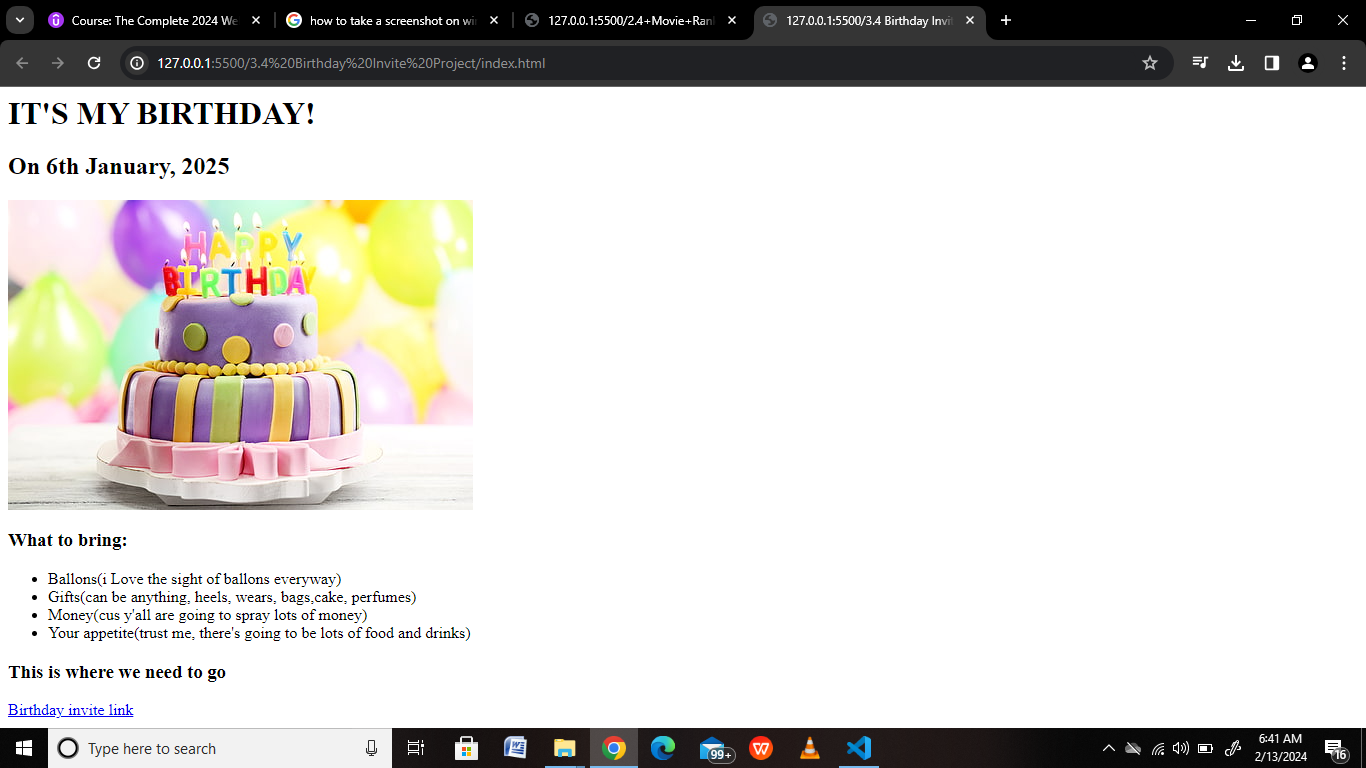 Course: The Complete 2024 We
how to take a screenshot on wi
127.0.0.1:5500/2.4+Movie+Ran
127.0.0.1:5500/3.4 Birthday Invi
127.0.0.1:5500/3.4%20Birthday%20Invite%20Project/index.html
IT'S MY BIRTHDAY!
On 6th January, 2025
HAPPY
BIRTHDAY
What to bring:
Ballons(i Love the sight of ballons everyway)
Gifts(can be anything, heels, wears, bags,cake, perfumes)
Money(cus y'all are going to spray lots of money)
Your appetite(trust me, there's going to be lots of food and drinks)
This is where we need to go
Birthday invite link
Type here to search
99+
6:41 AM
2/13/2024
16